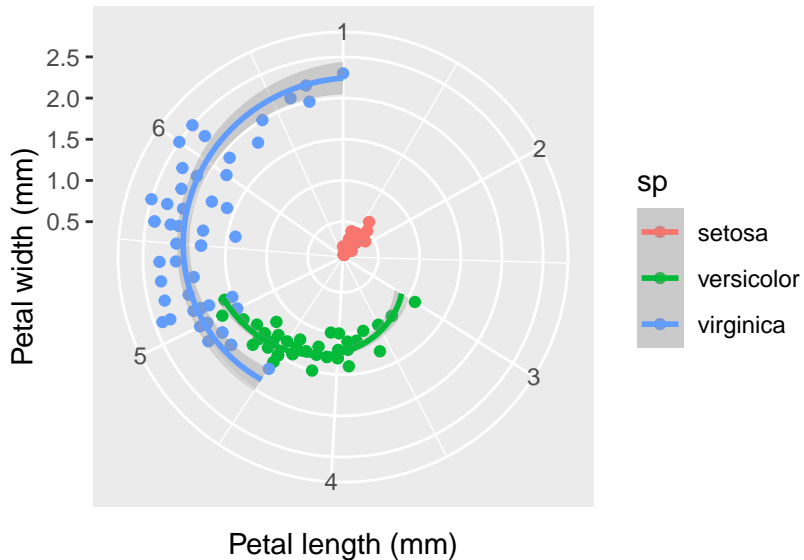 1
2.5
2.0
1.5
1.0
0.5
6
2
5
3
4
Petal width (mm)
Petal length (mm)
sp
setosa
versicolor
virginica